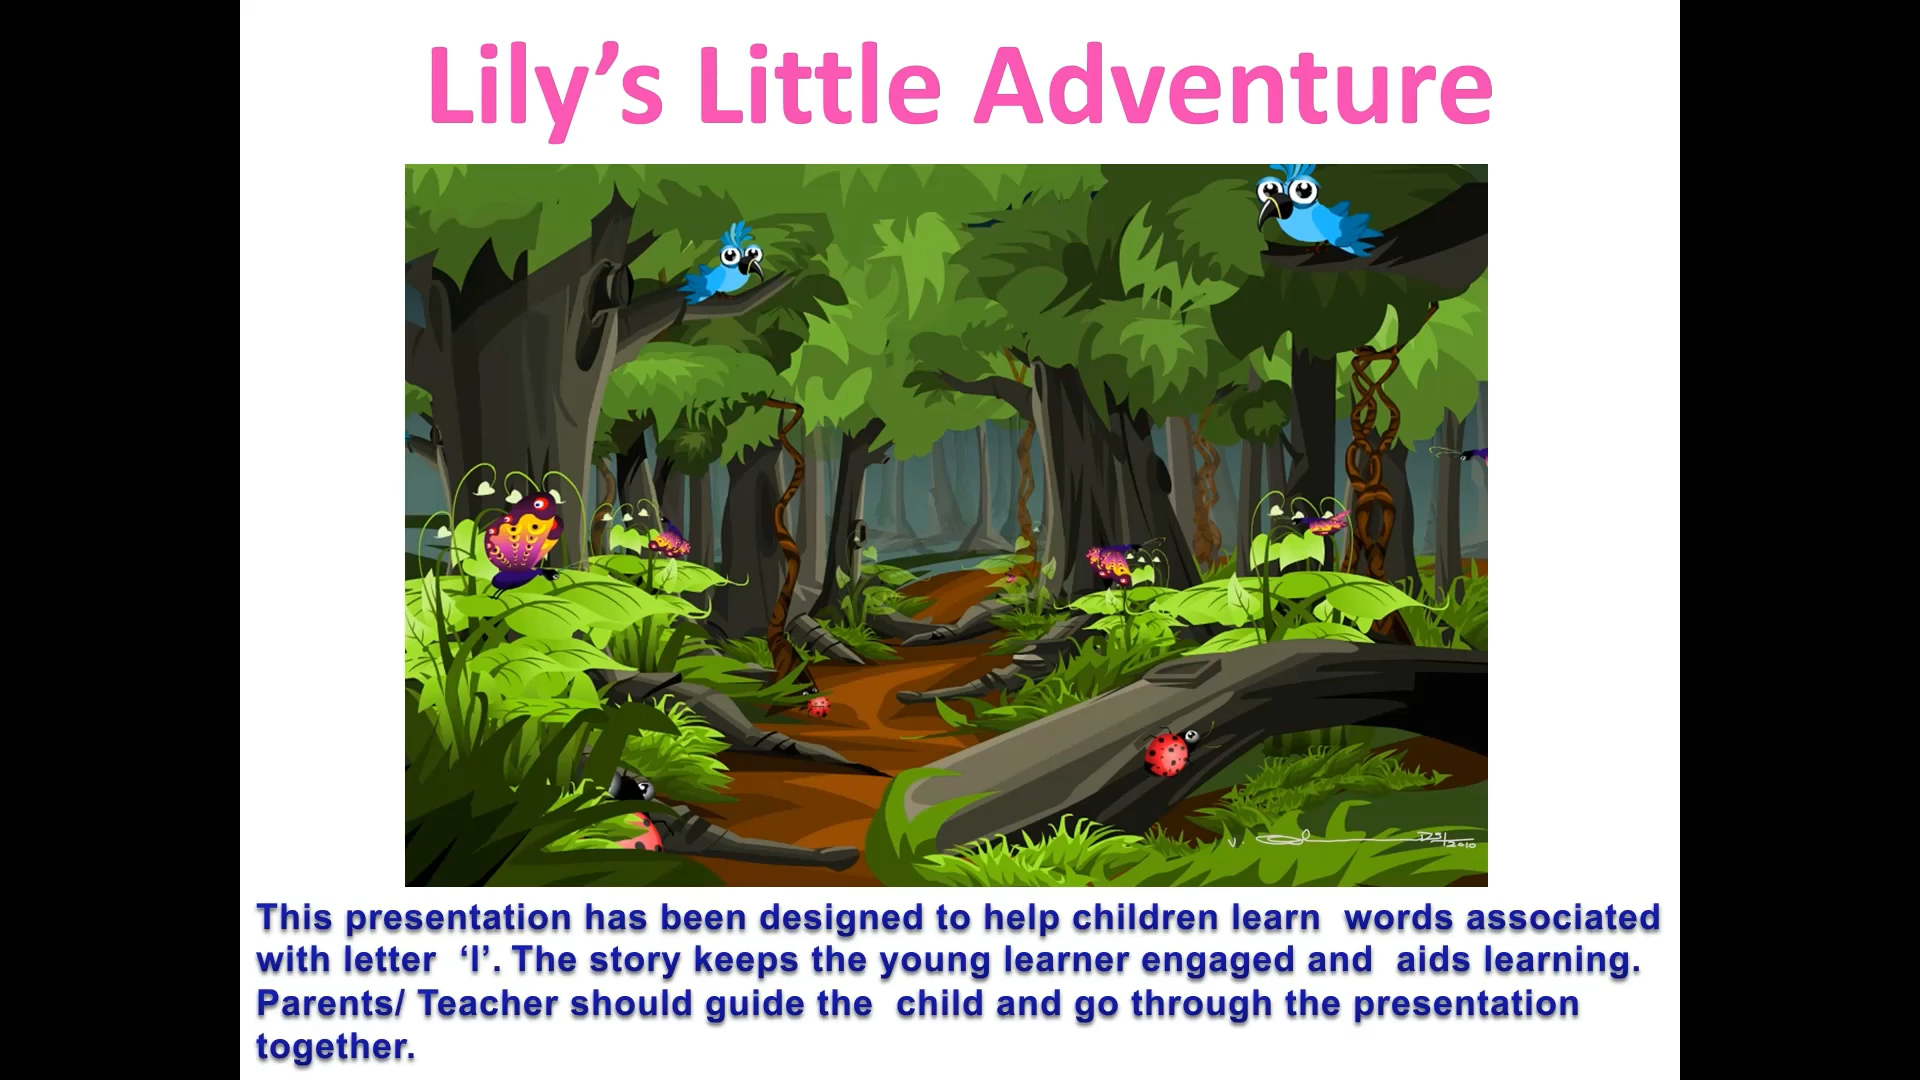 Lily’s Little Adventure
This presentation has been designed to help children learn  words associated
with letter  ‘l’. The story keeps the young learner engaged and  aids learning.
Parents/ Teacher should guide the  child and go through the presentation
together.